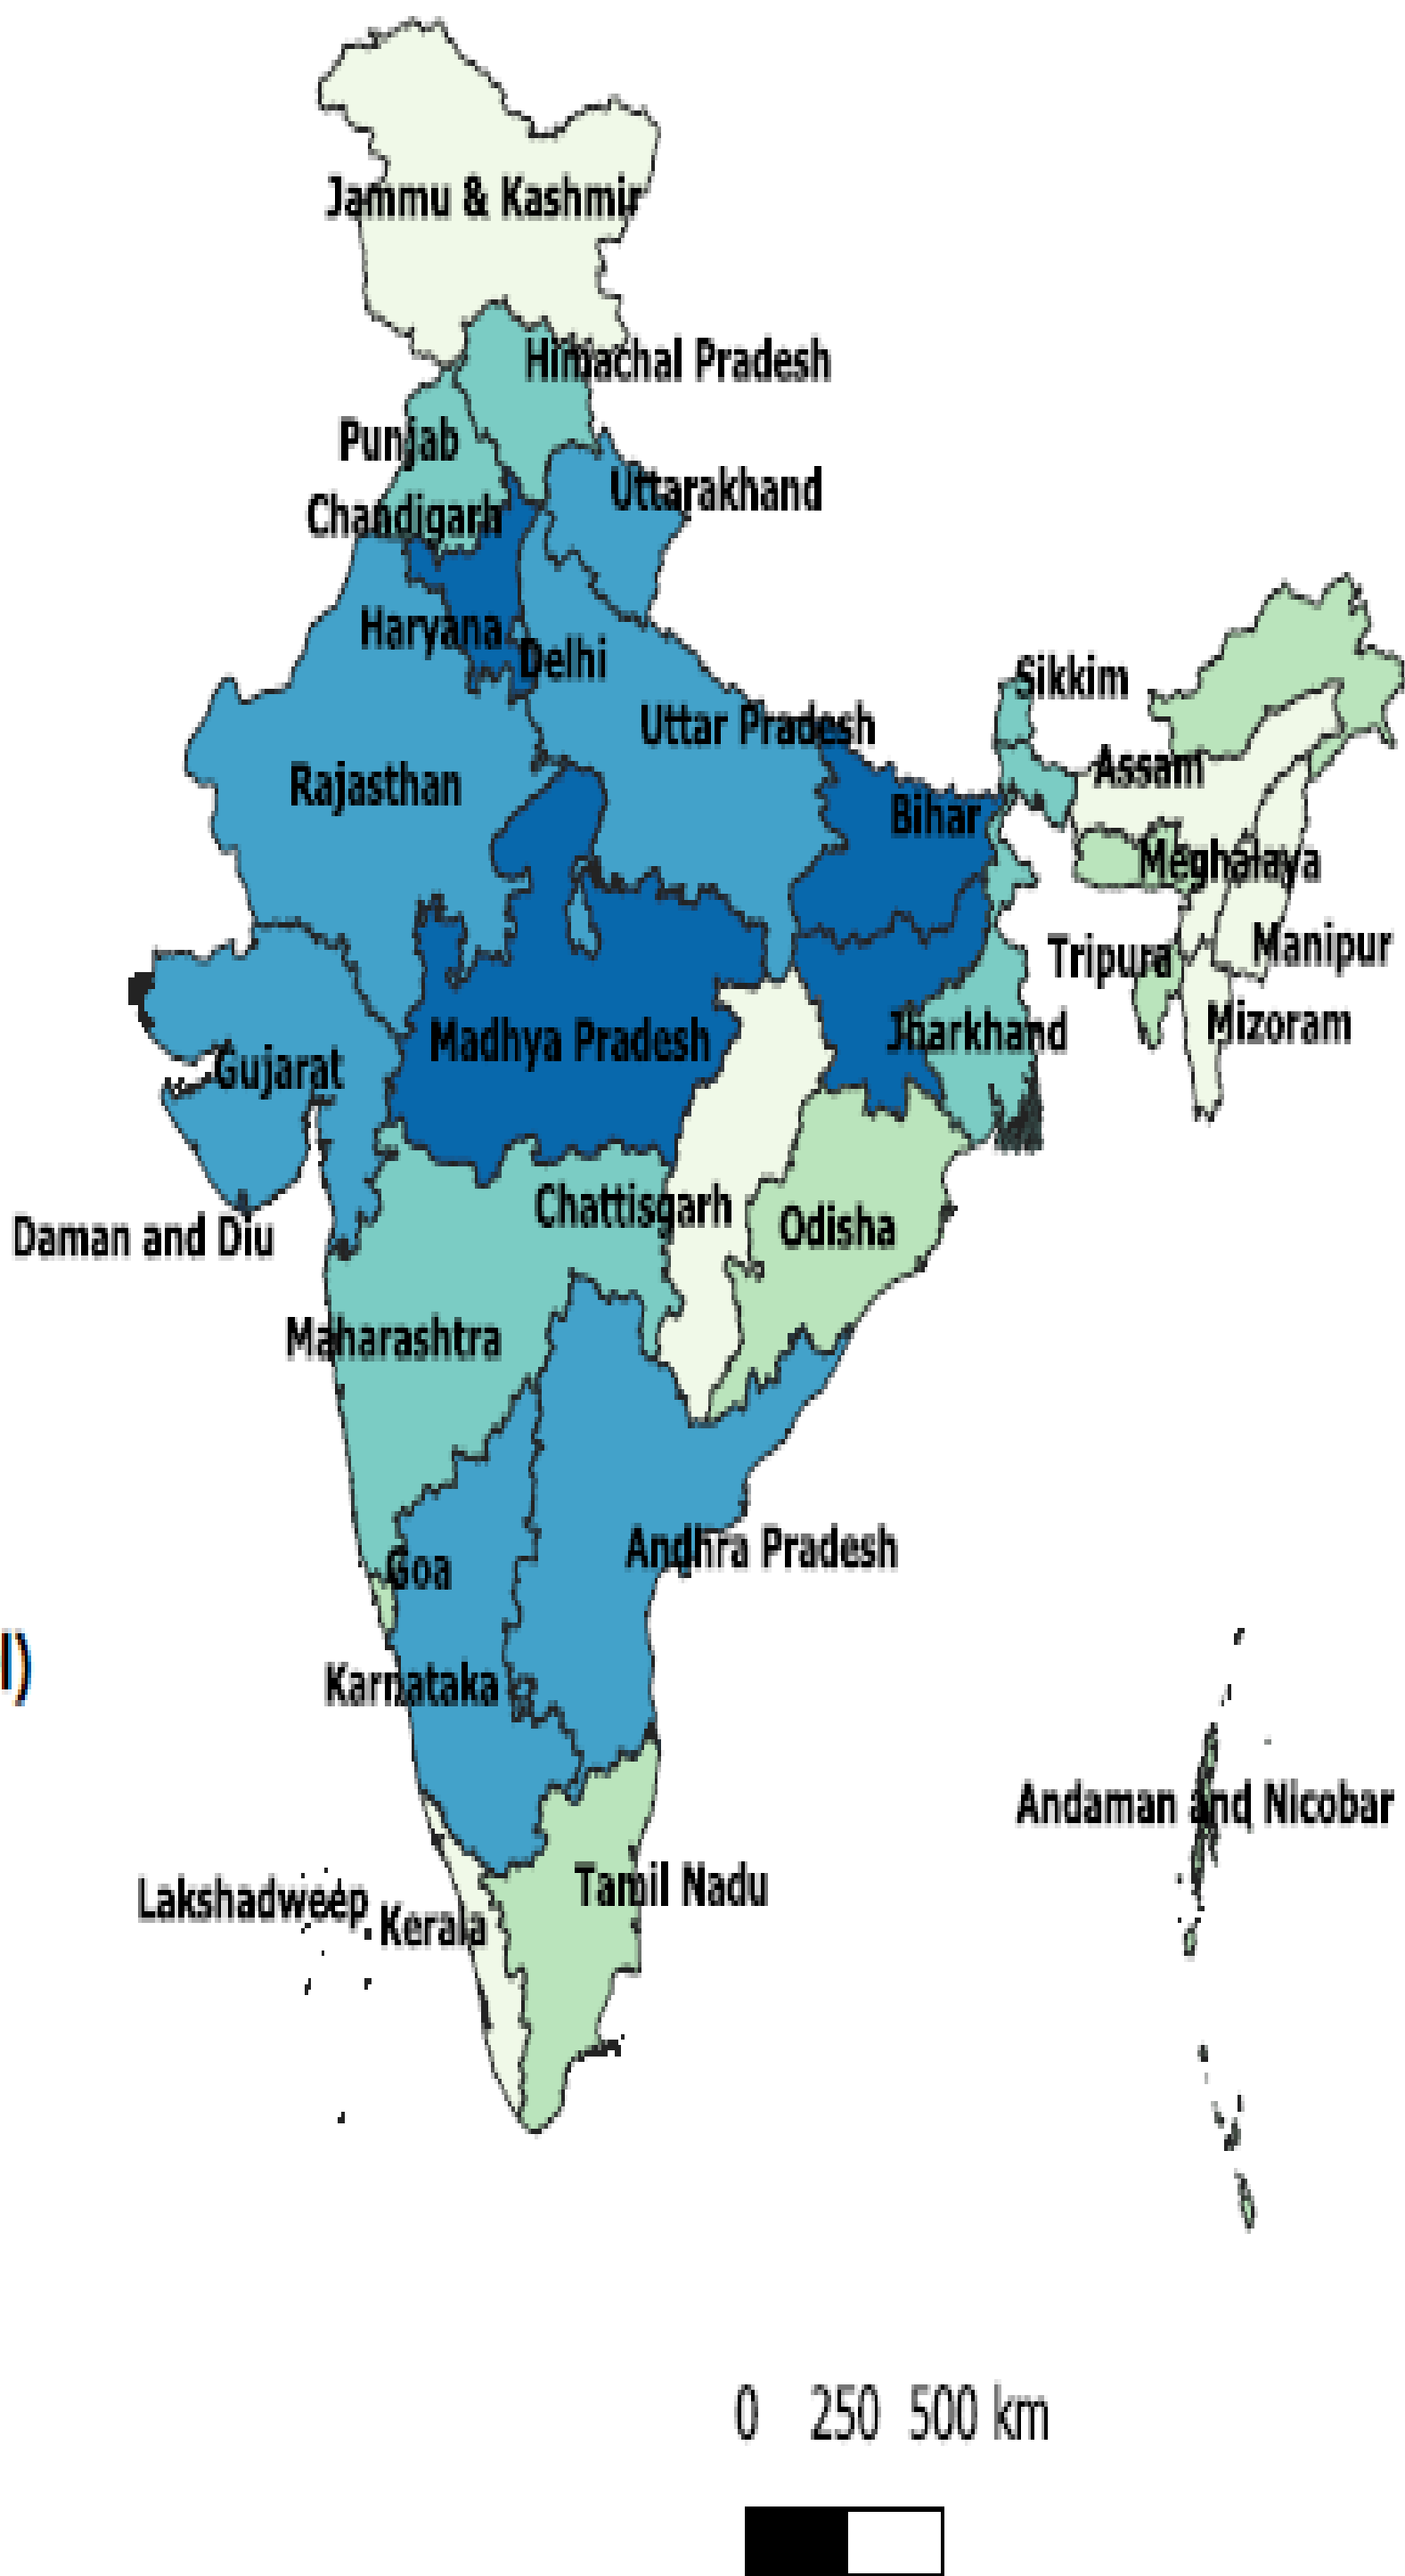 Jammu & Kashmir
Himachal Pradesh
Punjab
Uttarakhand
Chandigarh
Haryana
Delhi
Sikkim
Uttar Pradesh
Assam
Rajasthan
Bihar
Meghalaya
Manipur
Tripura
Mizoram
Jharkhand
Madhya Pradesh
Gujarat
Chattisgarh
Odisha
Daman and Diu
Maharashtra
Andhra Pradesh
Goa
l)
Karnataka
Andaman and Nicobar
Tamil Nadu
Lakshadweep
Kerala
0 250 500 km